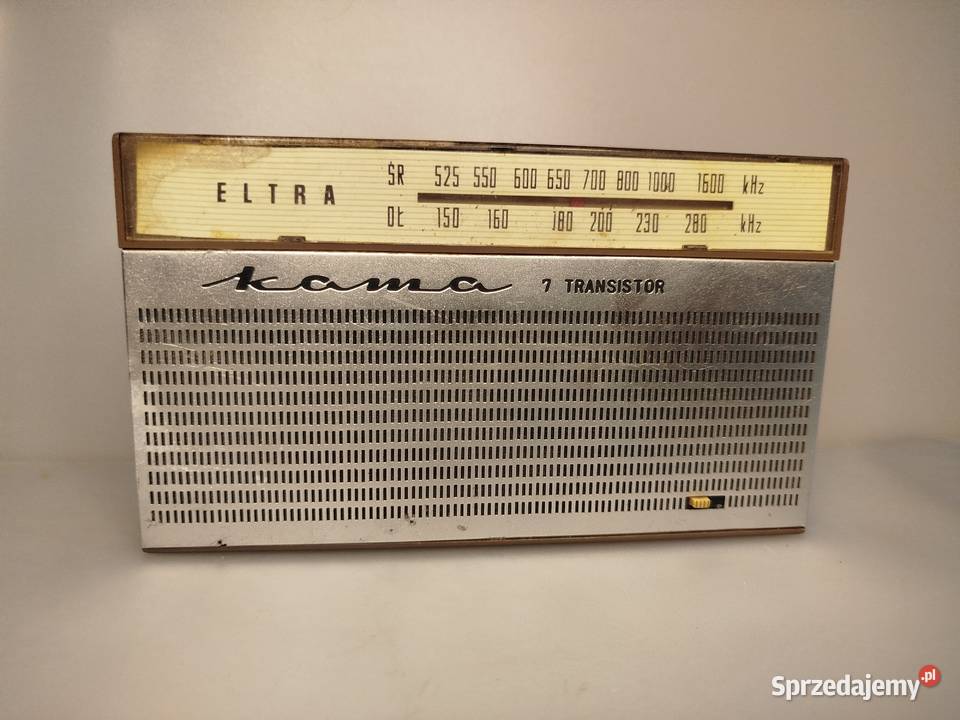 ELTRA
ŚR 525 550 600 650 700 800 1000 1600 kHz
DŁ 150 160 180 200 230 280 kHz
kama 7 TRANSISTOR
Sprzedajemy.pl